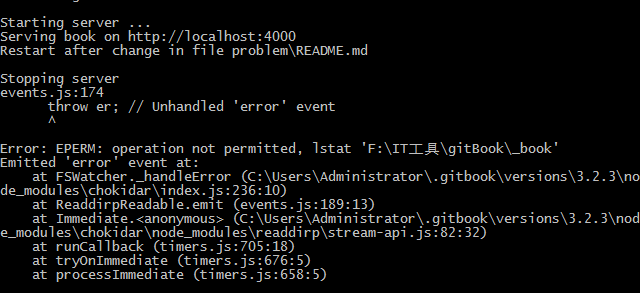 Starting server ...
Serving book on http://localhost:4000
Restart after change in file problem\README.md
Stopping server
events.js:174
throw er; // Unhandled 'error' event
^
Error: EPERM: operation not permitted, lstat 'F:\IT工具\gitBook\_book'
Emitted 'error' event at:
at FSWatcher._handleError (C:\Users\Administrator\.gitbook\versions\3.2.3\no
de_modules\chokidar\index.js:236:10)
at ReaddirpReadable.emit (events.js:189:13)
at Immediate.<anonymous> (C:\Users\Administrator\.gitbook\versions\3.2.3\nod
e_modules\chokidar\node_modules\readdirp\stream-api.js:82:32)
at runCallback (timers.js:705:18)
at tryOnImmediate (timers.js:676:5)
at processImmediate (timers.js:658:5)